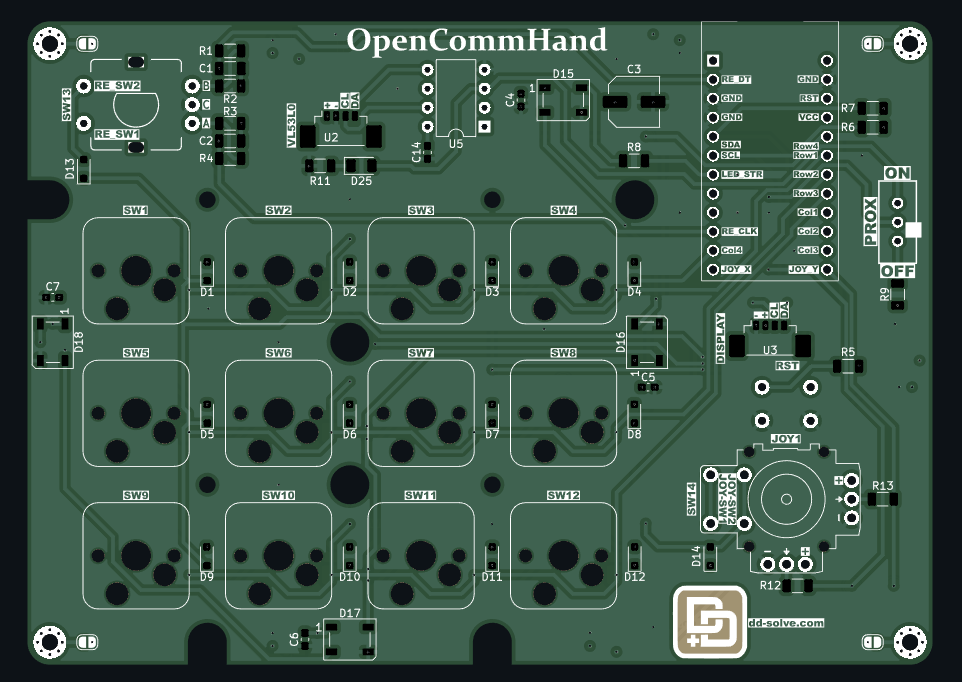 OpenCommHand
R1
C1
R2
R3
C2
R4
RE_SW2
RE_SW1
SW13
B
C
A
D13
VL53L0
+
-
CL
DA
U2
R11
D25
C14
U5
C4
1
D15
C3
R8
RE_DT
GND
GND
SDA
SCL
LED_STR
RE_CLK
Col4
JOY_X
GND
RST
VCC
Row4
Row1
Row2
Row3
Col1
Col2
Col3
JOY_Y
R7
R6
ON
PROX
OFF
R9
SW1
SW2
SW3
SW4
D1
D2
D3
D4
C7
1
D18
D16
1
C5
DISPLAY
-
+
CL
DA
U3
RST
R5
SW5
SW6
SW7
SW8
D5
D6
D7
D8
JOY1
SW14
JOY-SW1
JOY-SW2
+
-
R13
SW9
SW10
SW11
SW12
D9
D10
D11
D12
D14
-
+
R12
D17
1
C6
DD
+
dd-solve.com